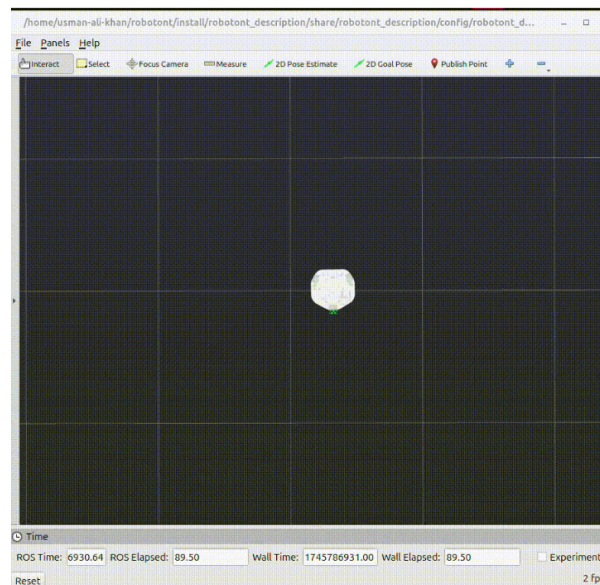 /home/usman-ali-khan/robotont/install/robotont_description/share/robotont_description/config/robotont_d...
File Panels Help
Interact Select Focus Camera Measure 2D Pose Estimate 2D Goal Pose Publish Point
Time
ROS Time: 6930.64 ROS Elapsed: 89.50 Wall Time: 1745786931.00 Wall Elapsed: 89.50 Experiment
Reset 2 fp